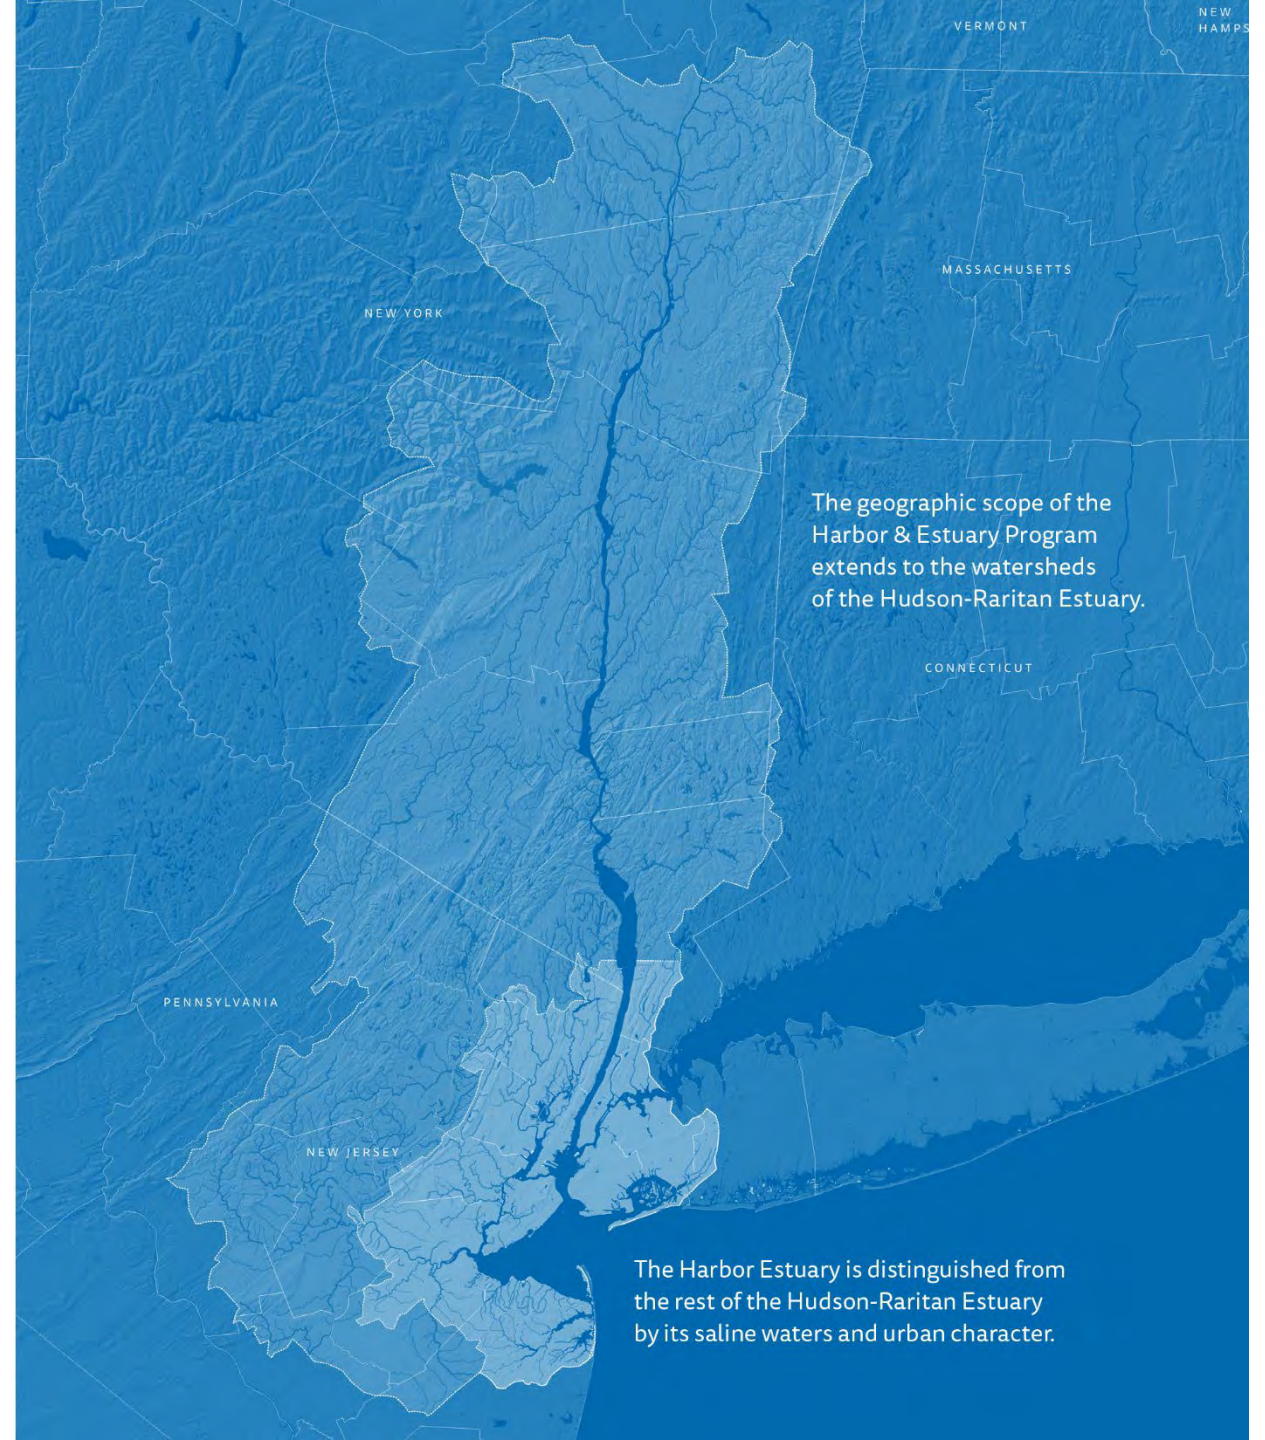 VERMONT
NEW
HAMPS
MASSACHUSETTS
NEW YORK
The geographic scope of the
Harbor & Estuary Program
extends to the watersheds
of the Hudson-Raritan Estuary.
CONNECTICUT
PENNSYLVANIA
NEW JERSEY
The Harbor Estuary is distinguished from
the rest of the Hudson-Raritan Estuary
by its saline waters and urban character.